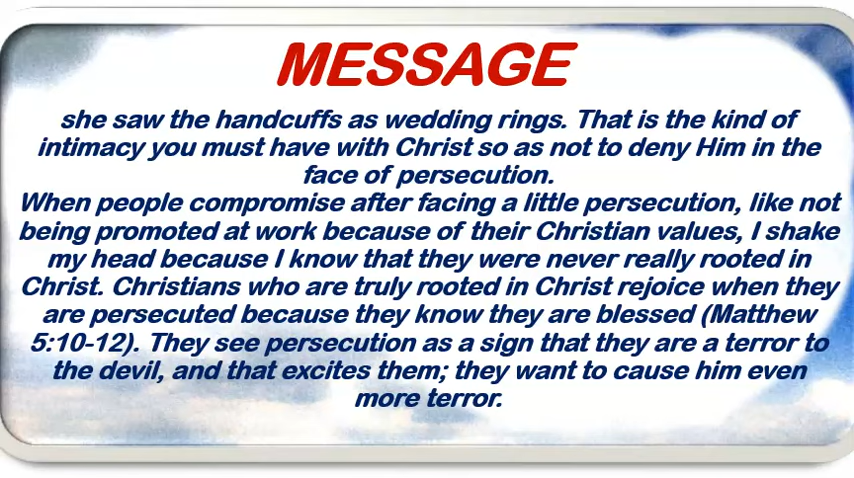 MESSAGE
she saw the handcuffs as wedding rings. That is the kind of
intimacy you must have with Christ so as not to deny Him in the
face of persecution.
When people compromise after facing a little persecution, like not
being promoted at work because of their Christian values, I shake
my head because I know that they were never really rooted in
Christ. Christians who are truly rooted in Christ rejoice when they
are persecuted because they know they are blessed (Matthew
5:10-12). They see persecution as a sign that they are a terror to
the devil, and that excites them; they want to cause him even
more terror.